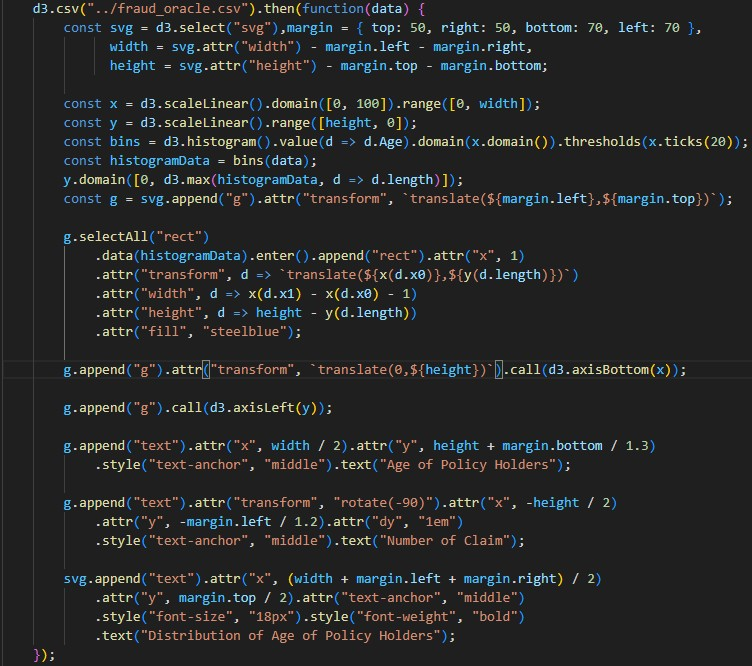 d3.csv("../fraud_oracle.csv").then(function(data) {
    const svg = d3.select("svg"),margin = { top: 50, right: 50, bottom: 70, left: 70 },
          width = svg.attr("width") - margin.left - margin.right,
          height = svg.attr("height") - margin.top - margin.bottom;

    const x = d3.scaleLinear().domain([0, 100]).range([0, width]);
    const y = d3.scaleLinear().range([height, 0]);
    const bins = d3.histogram().value(d => d.Age).domain(x.domain()).thresholds(x.ticks(20));
    const histogramData = bins(data);
    y.domain([0, d3.max(histogramData, d => d.length)]);
    const g = svg.append("g").attr("transform", `translate(${margin.left},${margin.top})`);

    g.selectAll("rect")
        .data(histogramData).enter().append("rect").attr("x", 1)
        .attr("transform", d => `translate(${x(d.x0)},${y(d.length)})`)
        .attr("width", d => x(d.x1) - x(d.x0) - 1)
        .attr("height", d => height - y(d.length))
        .attr("fill", "steelblue");

    g.append("g").attr("transform", `translate(0,${height})`).call(d3.axisBottom(x));

    g.append("g").call(d3.axisLeft(y));

    g.append("text").attr("x", width / 2).attr("y", height + margin.bottom / 1.3)
        .style("text-anchor", "middle").text("Age of Policy Holders");

    g.append("text").attr("transform", "rotate(-90)").attr("x", -height / 2)
        .attr("y", -margin.left / 1.2).attr("dy", "1em")
        .style("text-anchor", "middle").text("Number of Claim");

    svg.append("text").attr("x", (width + margin.left + margin.right) / 2)
        .attr("y", margin.top / 2).attr("text-anchor", "middle")
        .style("font-size", "18px").style("font-weight", "bold")
        .text("Distribution of Age of Policy Holders");
});